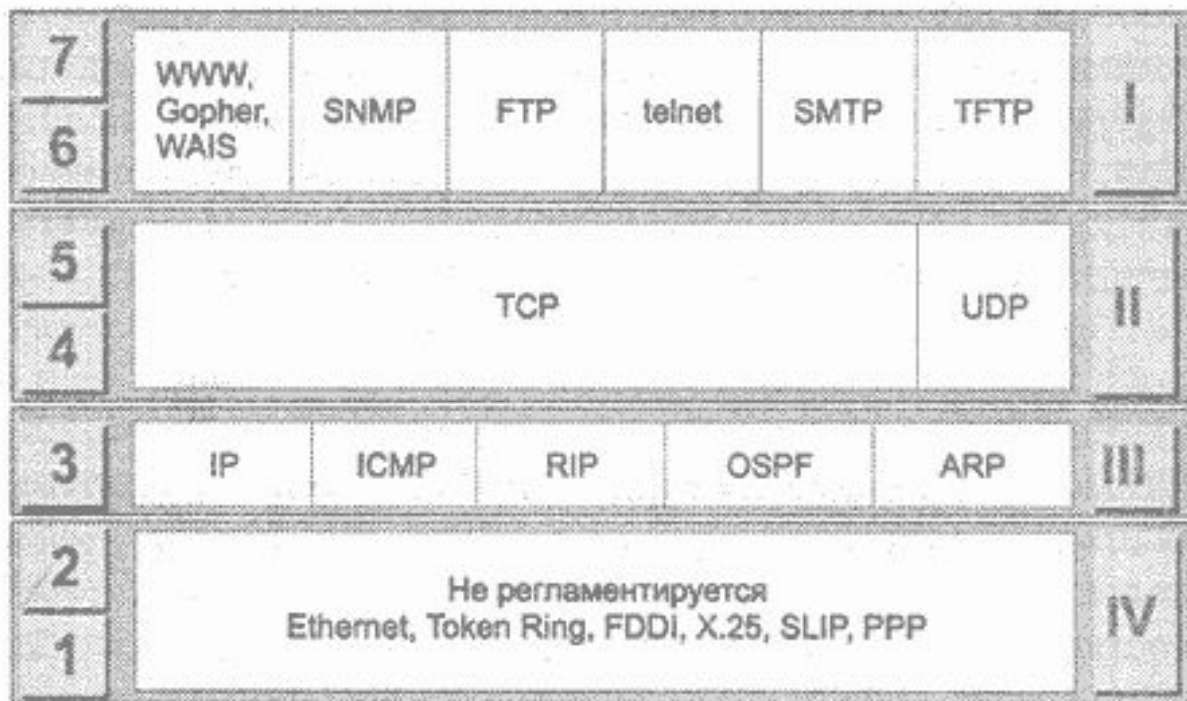 7
6
WWW,
Gopher,
WAIS
SNMP
FTP
telnet
SMTP
TFTP
I
5
4
TCP
UDP
II
3
IP
ICMP
RIP
OSPF
ARP
III
2
1
Не регламентируется
Ethernet, Token Ring, FDDI, X.25, SLIP, PPP
IV